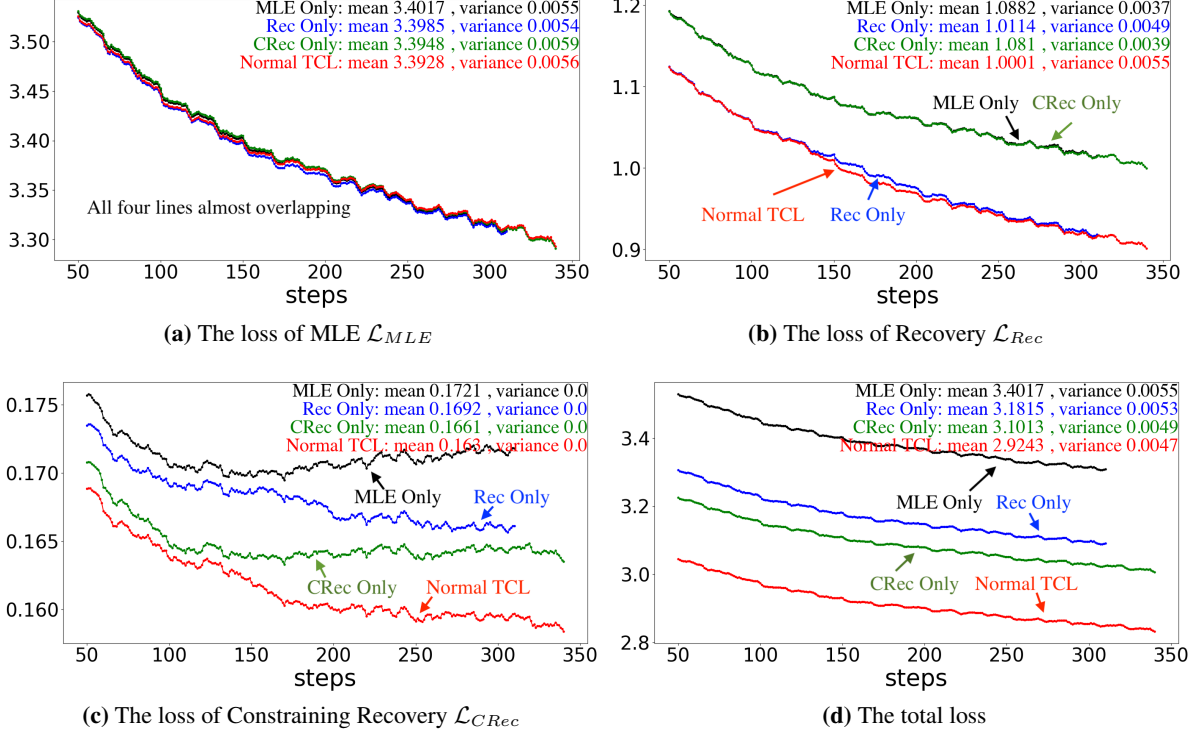 MLE Only: mean 3.4017 , variance 0.0055
Rec Only: mean 3.3985 , variance 0.0054
CRec Only: mean 3.3948 , variance 0.0059
Normal TCL: mean 3.3928 , variance 0.0056
3.50
3.45
3.40
3.35
3.30
All four lines almost overlapping
50 100 150 200 250 300 350
steps
(a) The loss of MLE ℒ_MLE
MLE Only: mean 1.0882 , variance 0.0037
Rec Only: mean 1.0114 , variance 0.0049
CRec Only: mean 1.081 , variance 0.0039
Normal TCL: mean 1.0001 , variance 0.0055
1.2
1.1
1.0
0.9
MLE Only CRec Only
Normal TCL Rec Only
50 100 150 200 250 300 350
steps
(b) The loss of Recovery ℒ_Rec
MLE Only: mean 0.1721 , variance 0.0
Rec Only: mean 0.1692 , variance 0.0
CRec Only: mean 0.1661 , variance 0.0
Normal TCL: mean 0.163 , variance 0.0
0.175
0.170
0.165
0.160
MLE Only Rec Only
CRec Only Normal TCL
50 100 150 200 250 300 350
steps
(c) The loss of Constraining Recovery ℒ_CRec
MLE Only: mean 3.4017 , variance 0.0055
Rec Only: mean 3.1815 , variance 0.0053
CRec Only: mean 3.1013 , variance 0.0049
Normal TCL: mean 2.9243 , variance 0.0047
3.4
3.2
3.0
2.8
MLE Only Rec Only
CRec Only Normal TCL
50 100 150 200 250 300 350
steps
(d) The total loss